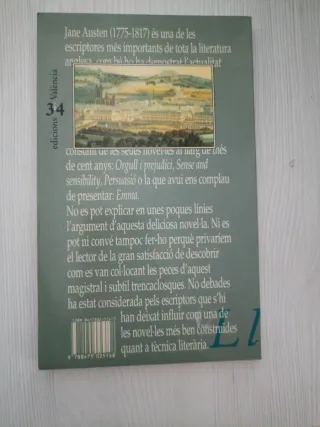 Jane Austen (1775-1817) és una de les
escriptores més importants de tota la literatura
anglesa, com bé ho ha demostrat l'actualitat
constant de les seues novel·les al llarg de més
de cent anys: Orgull i prejudici, Sense and
sensibility, Persuasió o la que avui ens complau
de presentar: Emma.
No es pot explicar en unes poques línies
l'argument d'aquesta deliciosa novel·la. Ni es
pot ni convé tampoc fer-ho perquè privaríem
el lector de la gran satisfacció de descobrir
com es van col·locant les peces d'aquest
magistral i subtil trencaclosques. No debades
ha estat considerada pels escriptors que s'hi
han deixat influir com una de
les novel·les més ben construïdes
quant a tècnica literària.
edicions
34
València
El